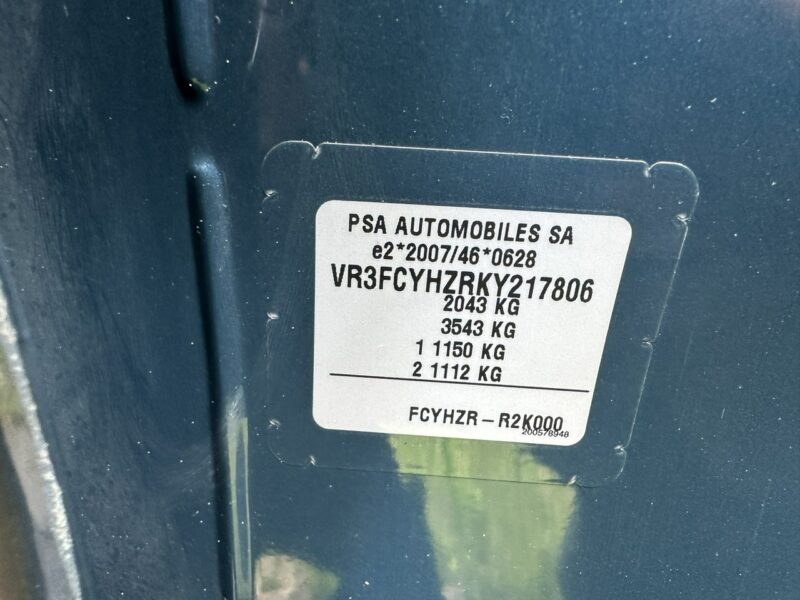 PSA AUTOMOBILES SA
e2*2007/46*0628
VR3FCYHZRKY217806
2043 KG
3543 KG
1 1150 KG
2 1112 KG
FCYHZR – R2K000
200578948